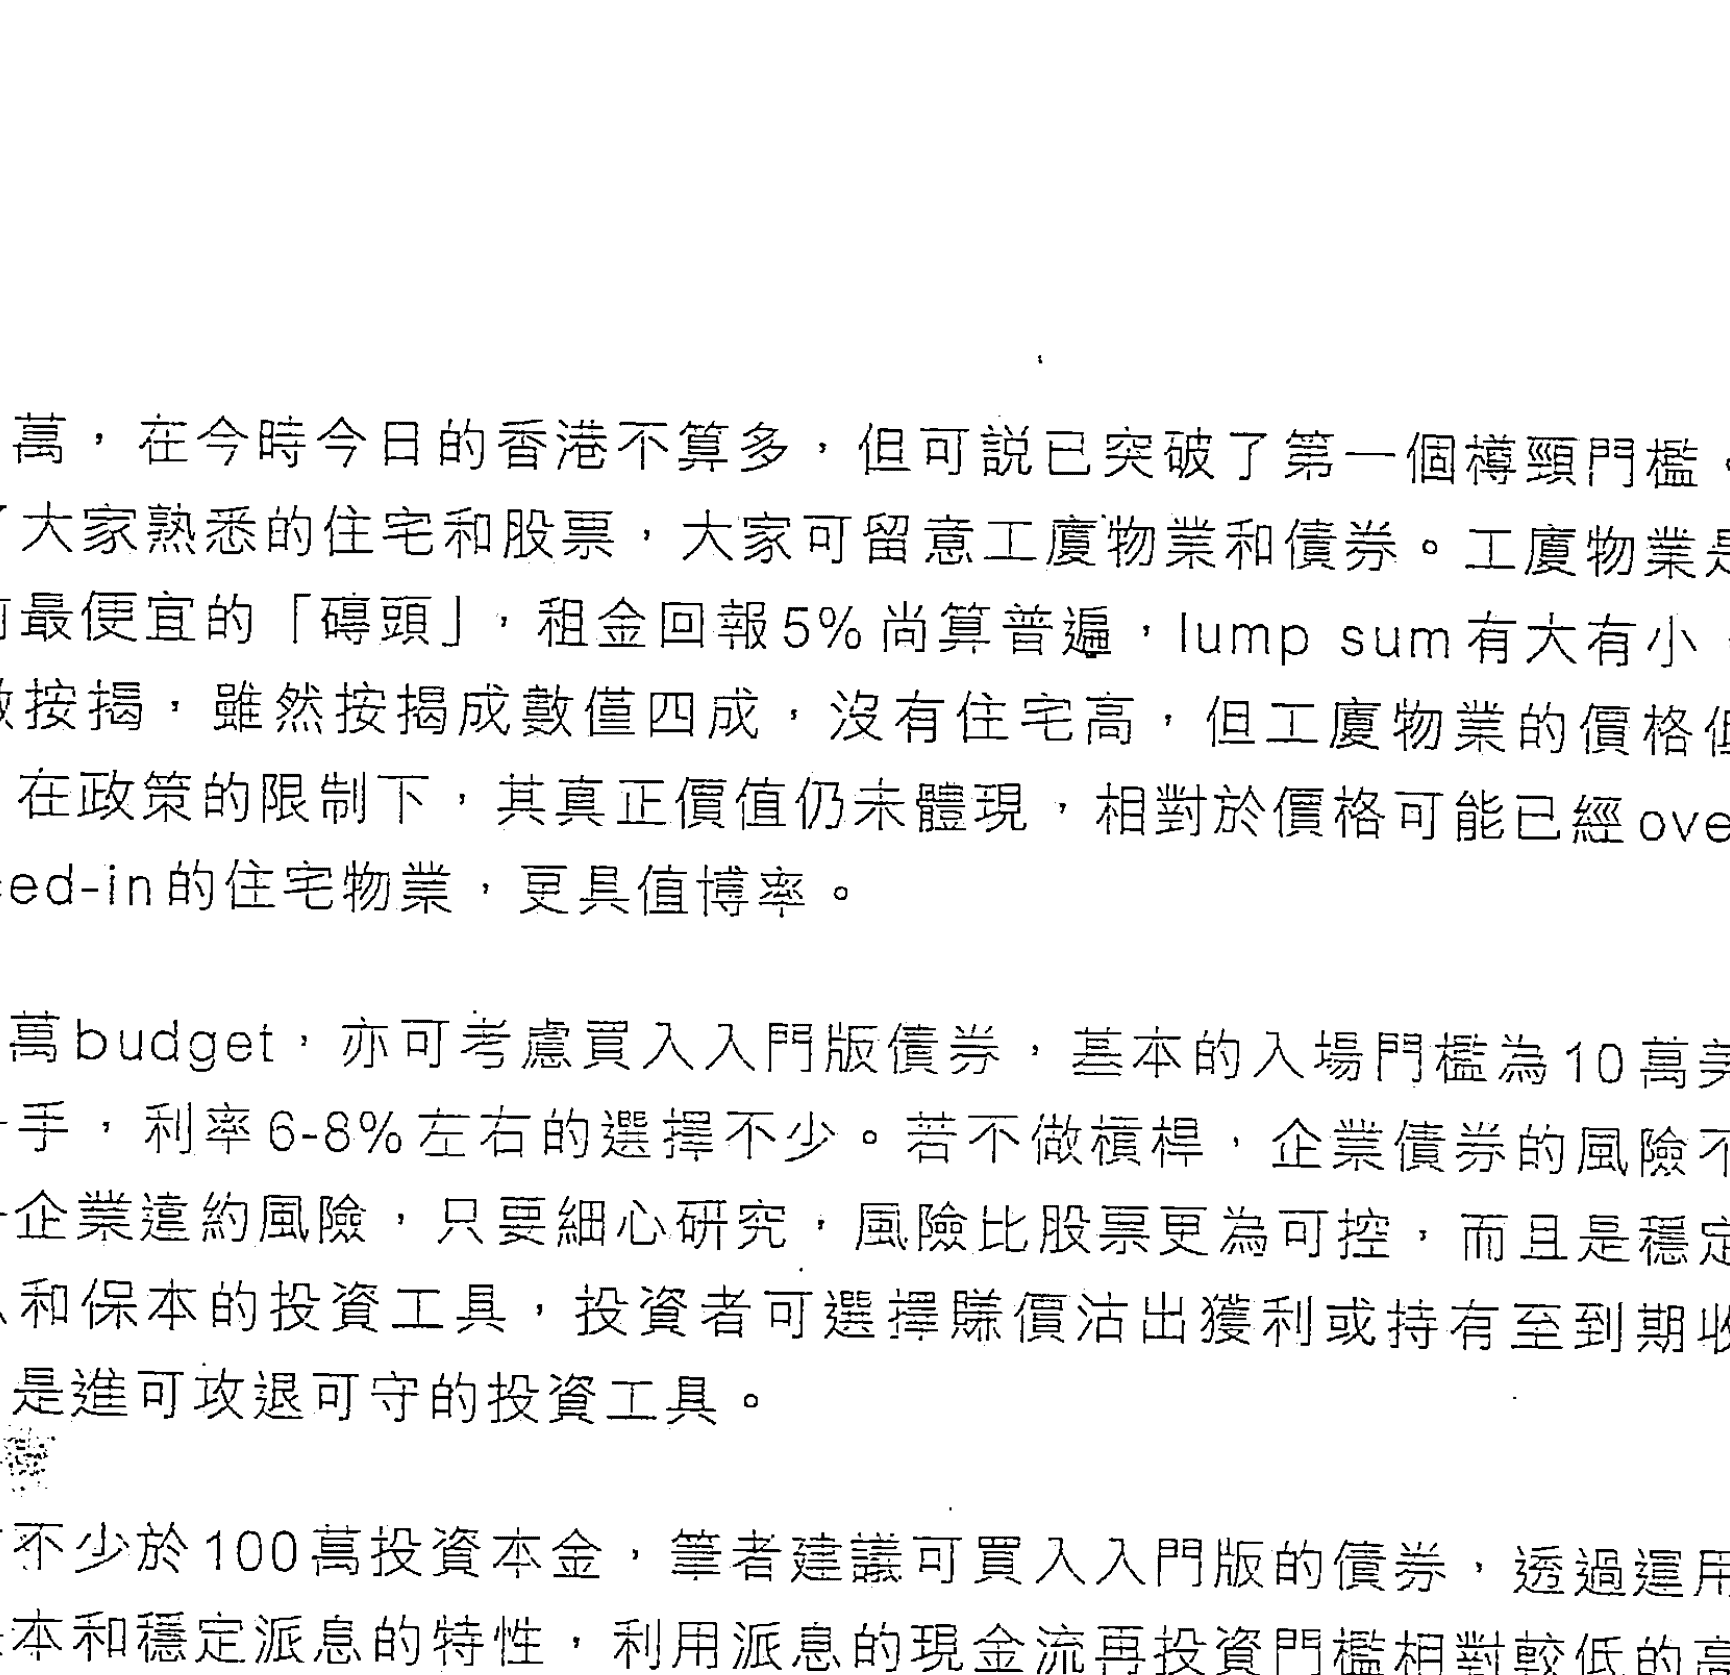 萬，在今時今日的香港不算多，但可説已突破了第一個樽頸門檻。
大家熟悉的住宅和股票，大家可留意工廈物業和債券。工廈物業是
最便宜的「磚頭」，租金回報5%尚算普遍，lump sum有大有小，
按揭，雖然按揭成數僅四成，沒有住宅高，但工廈物業的價格低
在政策的限制下，其真正價值仍未體現，相對於價格可能已經ove
ced-in的住宅物業，更具值博率。
萬budget，亦可考慮買入入門版債券，基本的入場門檻為10萬美
手，利率6-8%左右的選擇不少。若不做槓桿，企業債券的風險不
企業違約風險，只要細心研究，風險比股票更為可控，而且是穩定
和保本的投資工具，投資者可選擇賺價沽出獲利或持有至到期收
是進可攻退可守的投資工具。
不少於100萬投資本金，筆者建議可買入入門版的債券，透過運用
本和穩定派息的特性，利用派息的現金流再投資門檻相對較低的高